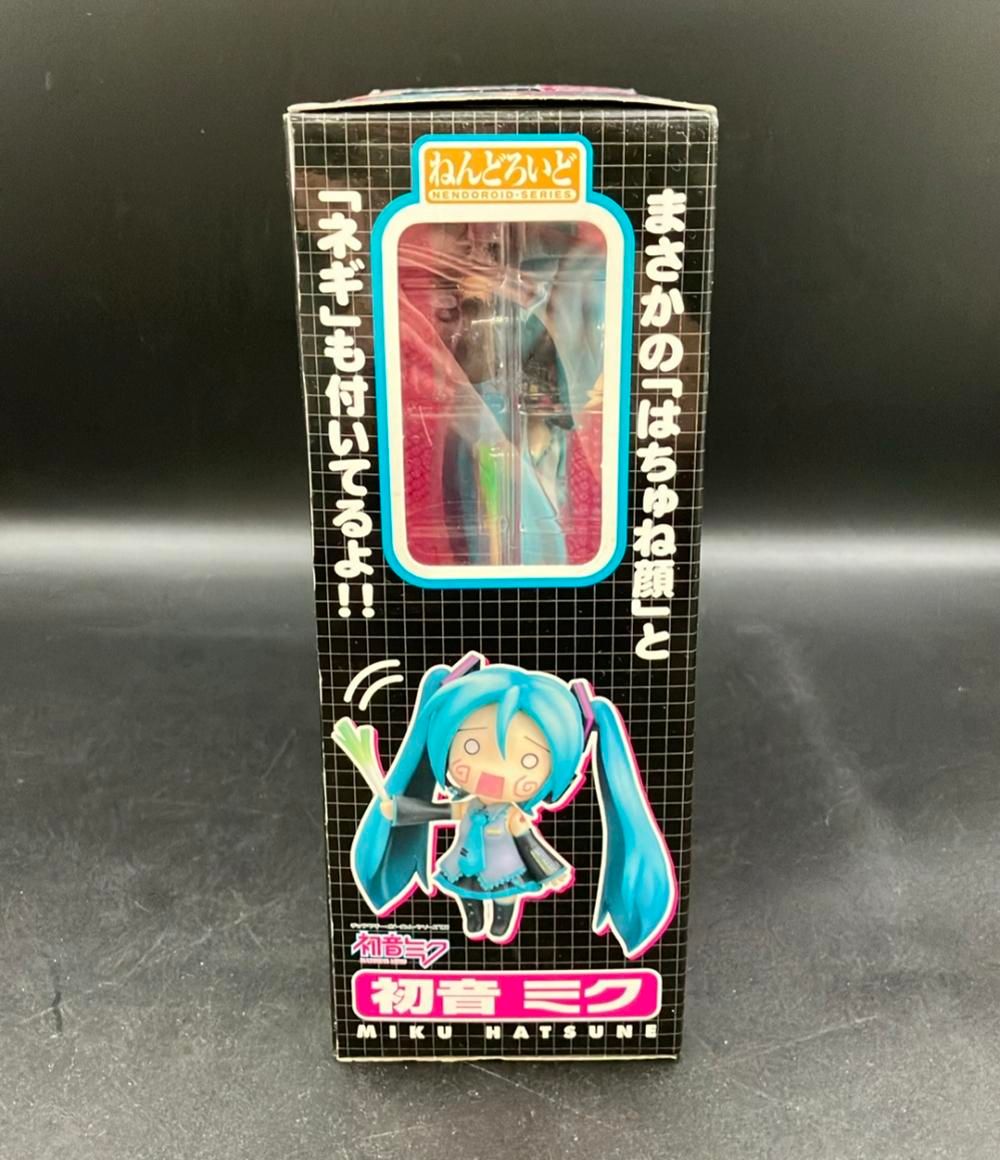 ねんどろいど
NENDOROID·SERIES
まさかの「はちゅね顔」と
「ネギ」も付いてるよ!!
初音ミク
初音 ミク
MIKU HATSUNE